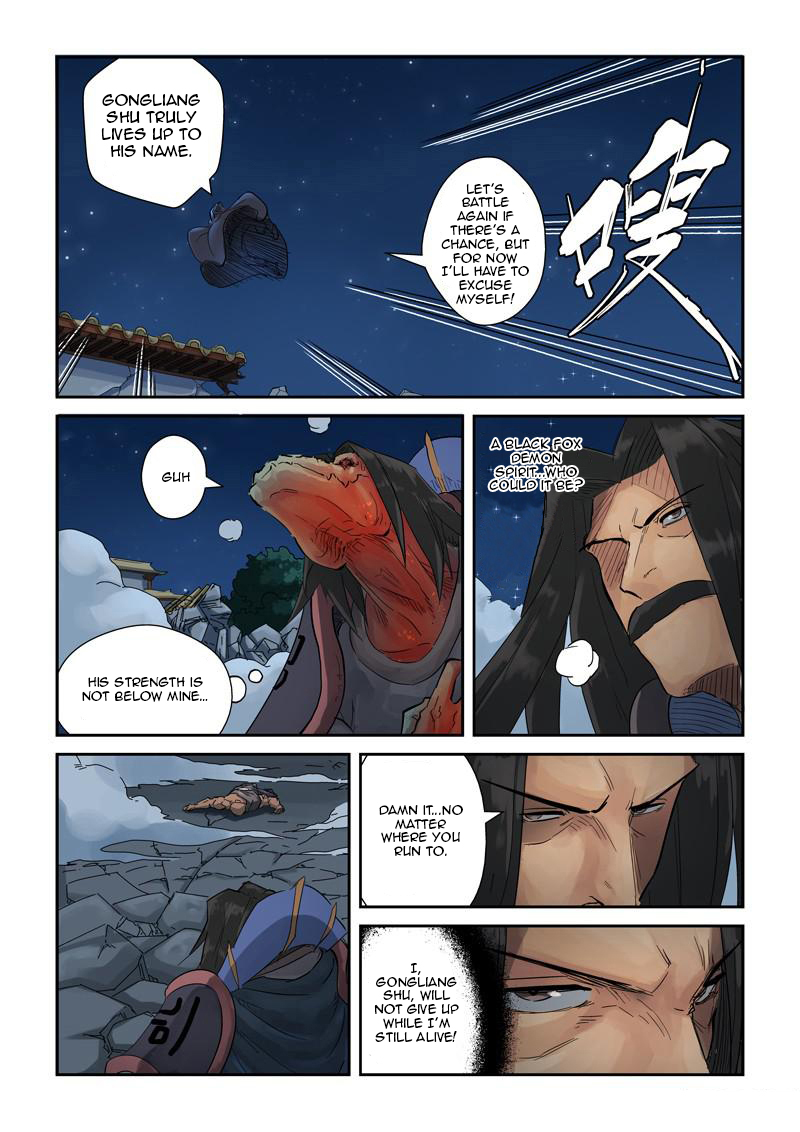 GONGLIANG
SHU TRULY
LIVES UP TO
HIS NAME.
LET'S
BATTLE
AGAIN IF
THERE'S A
CHANCE, BUT
FOR NOW
I'LL HAVE TO
EXCUSE
MYSELF!
嗖
GUH
HIS STRENGTH IS
NOT BELOW MINE...
A BLACK FOX
DEMON
SPIRIT...WHO
COULD IT BE?
DAMN IT...NO
MATTER
WHERE YOU
RUN TO.
I,
GONGLIANG
SHU, WILL
NOT GIVE UP
WHILE I'M
STILL ALIVE!